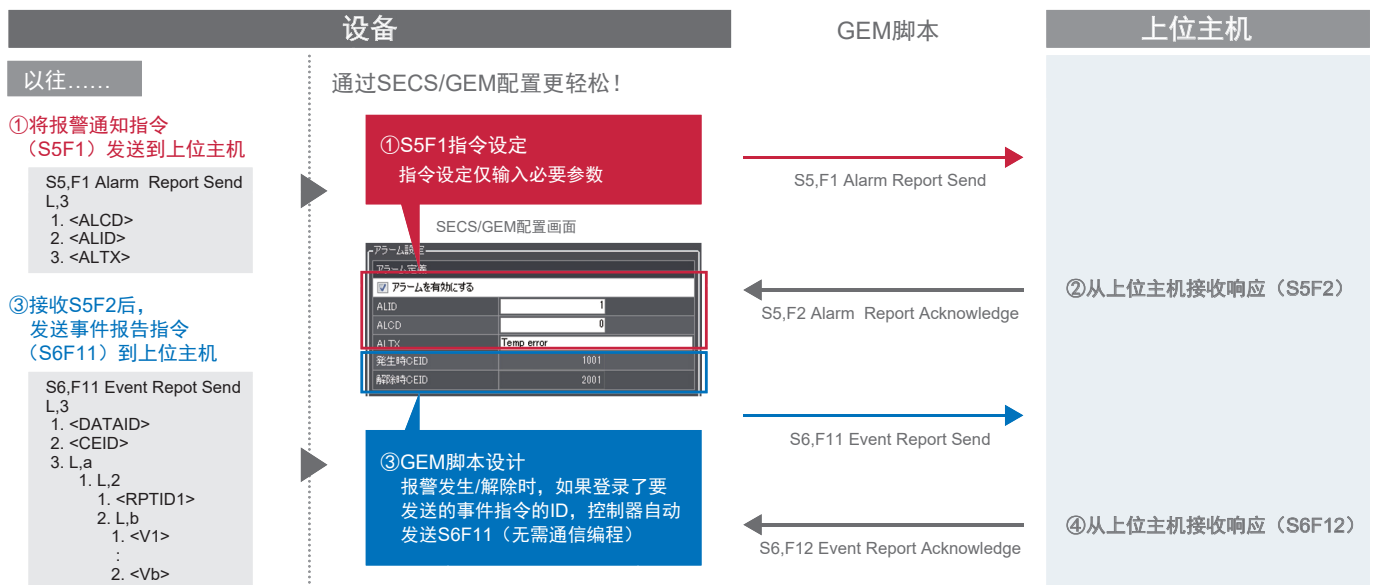 设备
GEM脚本
上位主机
以往……
通过SECS/GEM配置更轻松！
①将报警通知指令
（S5F1）发送到上位主机
S5,F1 Alarm Report Send
L,3
1. <ALCD>
2. <ALID>
3. <ALTX>
③接收S5F2后，
发送事件报告指令
（S6F11）到上位主机
S6,F11 Event Repot Send
L,3
1. <DATAID>
2. <CEID>
3. L,a
1. L,2
1. <RPTID1>
2. L,b
1. <V1>
:
2. <Vb>
①S5F1指令设定
指令设定仅输入必要参数
SECS/GEM配置画面
アラーム設定
アラーム定義
アラームを有効にする
ALID 1
ALCD 0
ALTX Temp error
発生時CEID 1001
解除時CEID 2001
③GEM脚本设计
报警发生/解除时，如果登录了要
发送的事件指令的ID，控制器自动
发送S6F11（无需通信编程）
S5,F1 Alarm Report Send
S5,F2 Alarm Report Acknowledge
S6,F11 Event Report Send
S6,F12 Event Report Acknowledge
②从上位主机接收响应（S5F2）
④从上位主机接收响应（S6F12）